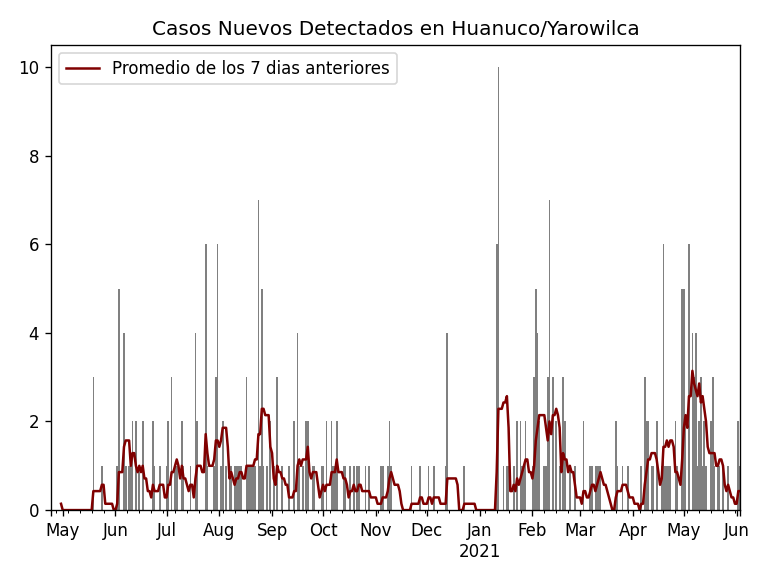 Casos Nuevos Detectados en Huanuco/Yarowilca
Promedio de los 7 dias anteriores
10
8
6
4
2
0
May Jun Jul Aug Sep Oct Nov Dec Jan Feb Mar Apr May Jun
2021